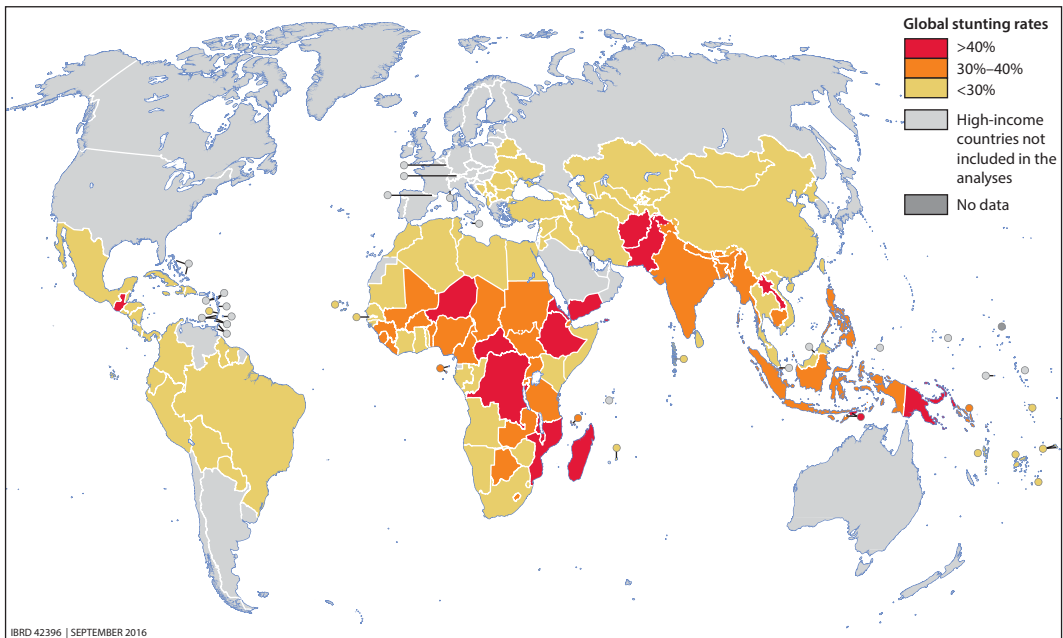 Global stunting rates
>40%
30%–40%
<30%
High-income
countries not
included in the
analyses
No data
IBRD 42396 | SEPTEMBER 2016